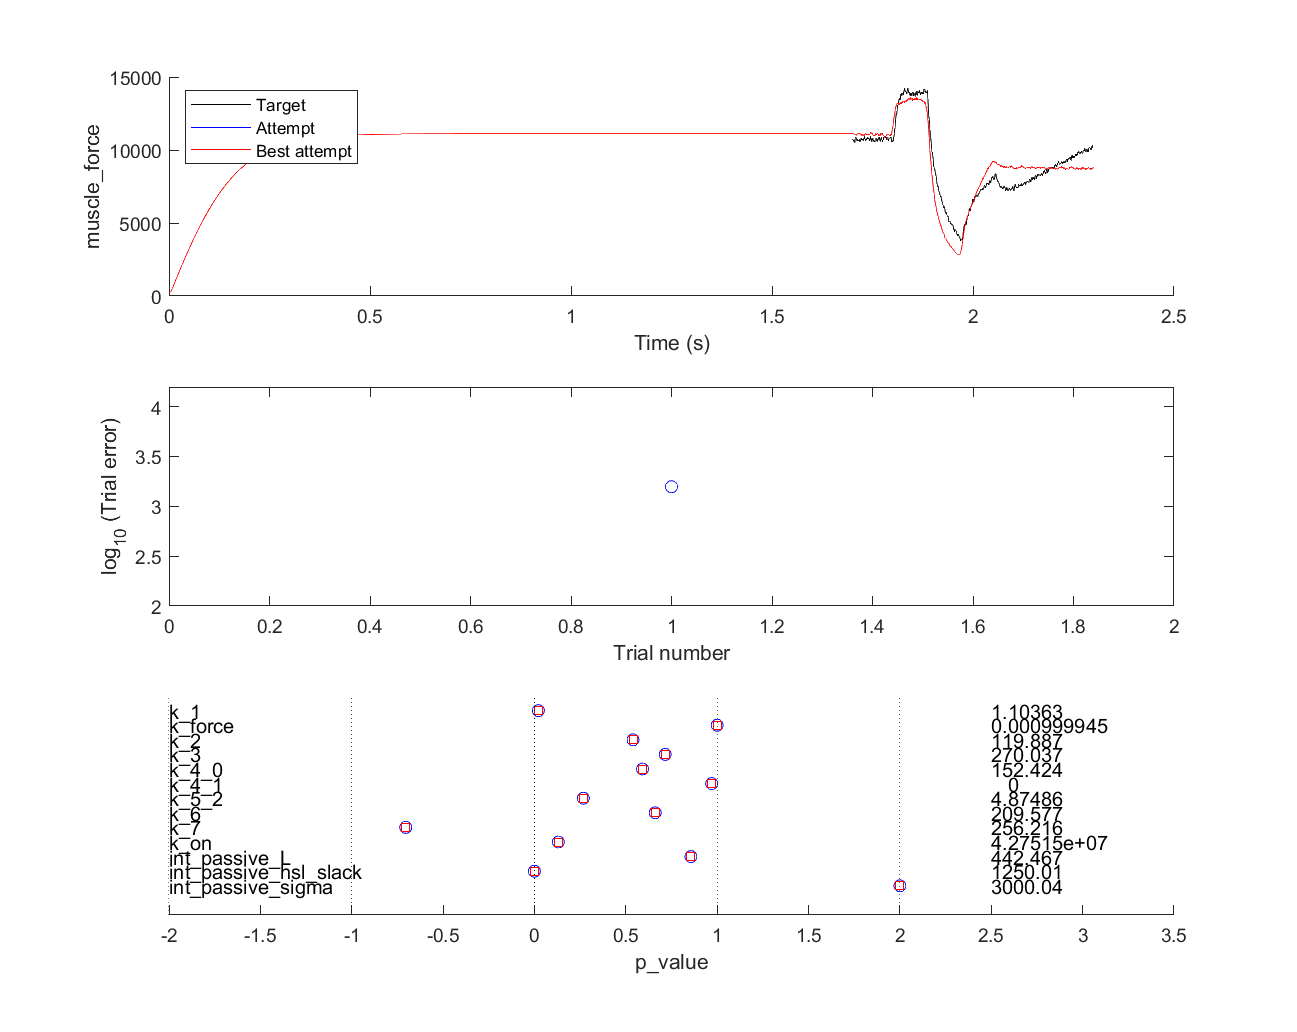 15000
10000
5000
0
muscle_force
Target
Attempt
Best attempt
0 0.5 1 1.5 2 2.5
Time (s)
4
3.5
3
2.5
2
log10 (Trial error)
0 0.2 0.4 0.6 0.8 1 1.2 1.4 1.6 1.8 2
Trial number
k_1 1.10363
k_force 0.000999945
k_2 119.887
k_3 270.037
k_4_0 152.424
k_4_1 0
k_5_2 4.87486
k_6 209.577
k_7 256.216
k_on 4.27515e+07
int_passive_L 442.467
int_passive_hsl_slack 1250.01
int_passive_sigma 3000.04
-2 -1.5 -1 -0.5 0 0.5 1 1.5 2 2.5 3 3.5
p_value